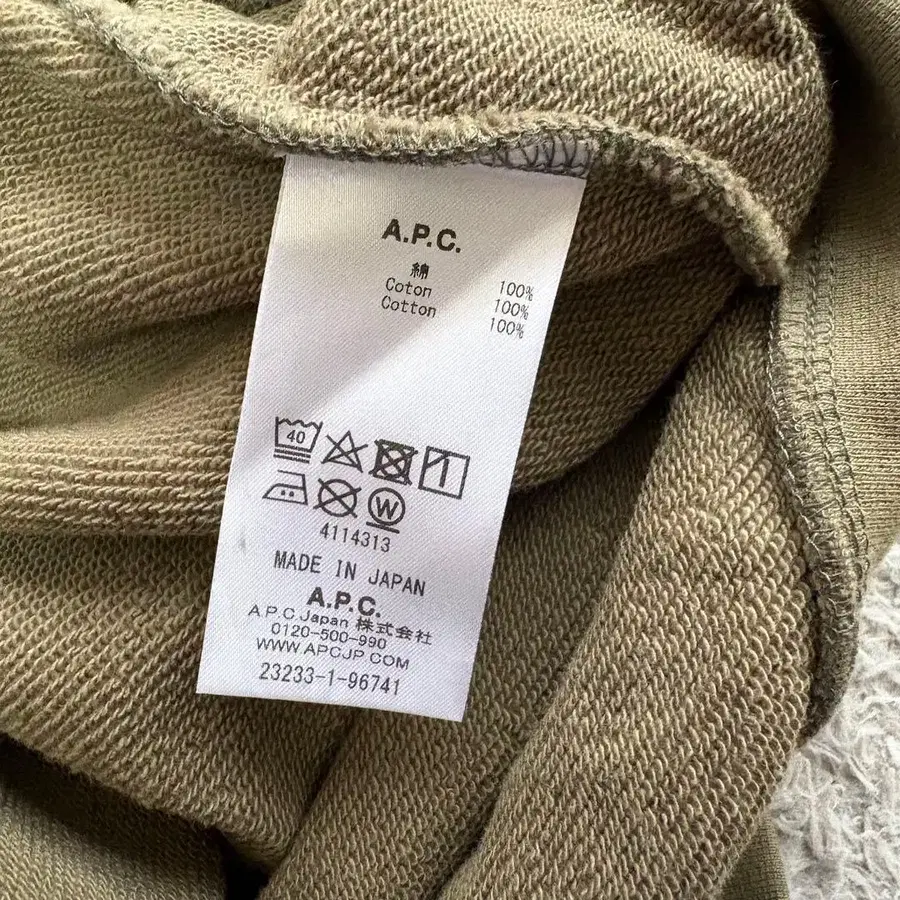 A.P.C.
綿 100%
Coton 100%
Cotton 100%
40
W
4114313
MADE IN JAPAN
A.P.C.
A.P.C.Japan 株式会社
0120-500-990
WWW.APCJP.COM
23233-1-96741